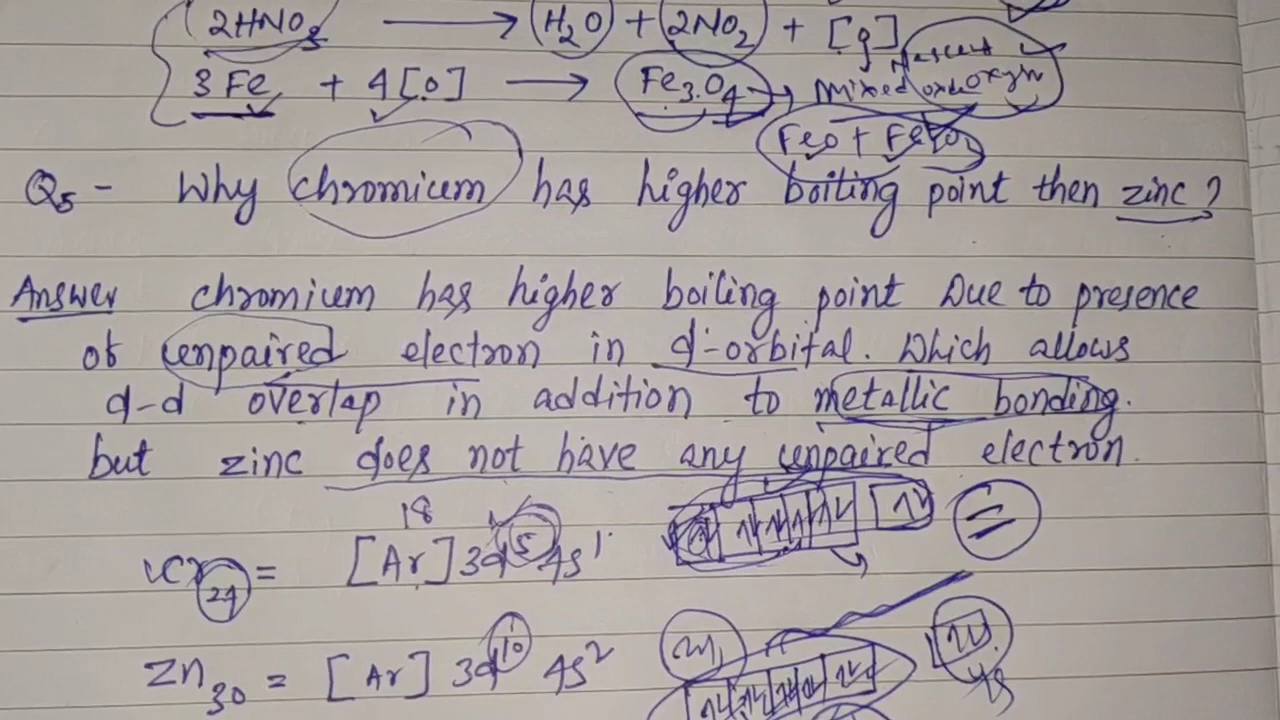 2HNO3 → H2O + 2NO2 + [O]
Nascent oxygen
3Fe + 4[O] → Fe3O4 → mixed oxide
FeO + Fe2O3
Q5 - Why chromium has higher boiling point then zinc?
Answer chromium has higher boiling point Due to presence
of unpaired electron in d-orbital. Which allows
d-d overlap in addition to metallic bonding.
but zinc does not have any unpaired electron.
18
Cr24 = [Ar] 3d5 4s1
Zn30 = [Ar] 3d10 4s2
4s